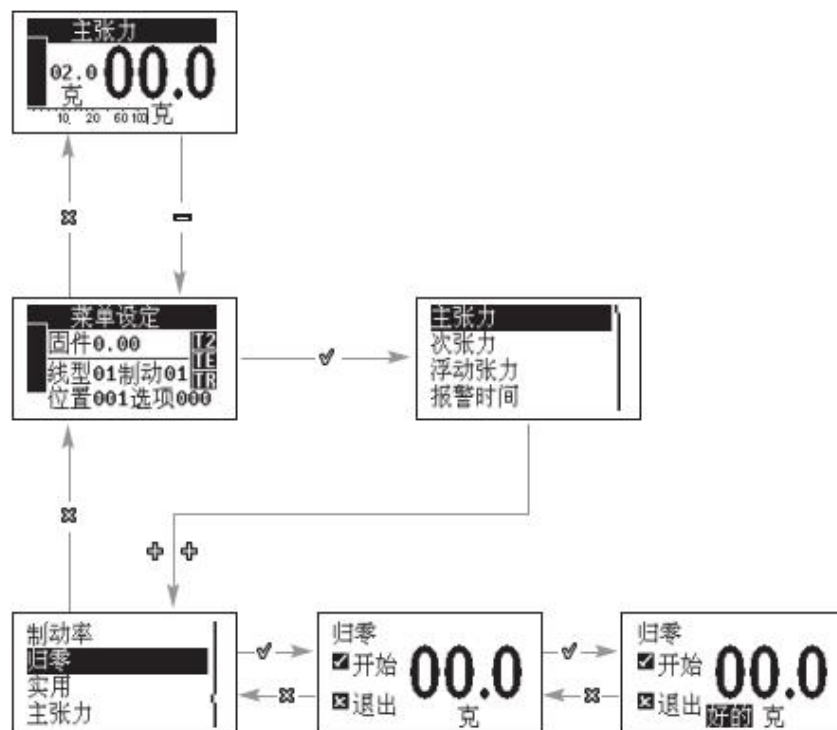 主张力
02.0 00.0
克
10 20 60 100 克
菜单设定
固件0.00 T2
TE
线型01制动01
TR
位置001选项000
主张力
次张力
浮动张力
报警时间
制动率
归零
实用
主张力
归零
开始 00.0
退出 克
归零
开始 00.0
退出 好的 克